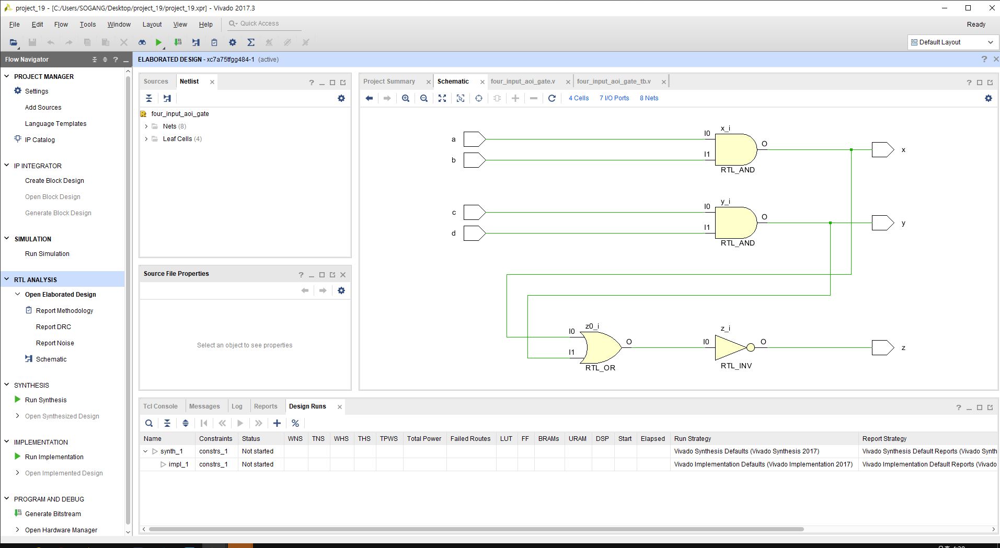 project_19 - [C:/Users/SOGANG/Desktop/project_19/project_19.xpr] - Vivado 2017.3
File Edit Flow Tools Window Layout View Help Quick Access
Ready
Default Layout
Flow Navigator
ELABORATED DESIGN - xc7a75tfgg484-1 (active)
PROJECT MANAGER
Settings
Add Sources
Language Templates
IP Catalog
IP INTEGRATOR
Create Block Design
Open Block Design
Generate Block Design
SIMULATION
Run Simulation
RTL ANALYSIS
Open Elaborated Design
Report Methodology
Report DRC
Report Noise
Schematic
SYNTHESIS
Run Synthesis
Open Synthesized Design
IMPLEMENTATION
Run Implementation
Open Implemented Design
PROGRAM AND DEBUG
Generate Bitstream
Open Hardware Manager
Sources Netlist
four_input_aoi_gate
Nets (8)
Leaf Cells (4)
Source File Properties
Select an object to see properties
Project Summary Schematic four_input_aoi_gate.v four_input_aoi_gate_tb.v
4 Cells 7 I/O Ports 8 Nets
x_i
a I0 O
b I1 x
RTL_AND
y_i
c I0 O
d I1 y
RTL_AND
z0_i z_i
I0 O I0 O z
I1
RTL_OR RTL_INV
Tcl Console Messages Log Reports Design Runs
Name Constraints Status WNS TNS WHS THS TPWS Total Power Failed Routes LUT FF BRAMs URAM DSP Start Elapsed Run Strategy Report Strategy
synth_1 constrs_1 Not started Vivado Synthesis Defaults (Vivado Synthesis 2017) Vivado Synthesis Default Reports (Vivado Synth
impl_1 constrs_1 Not started Vivado Implementation Defaults (Vivado Implementation 2017) Vivado Implementation Default Reports (Vivado